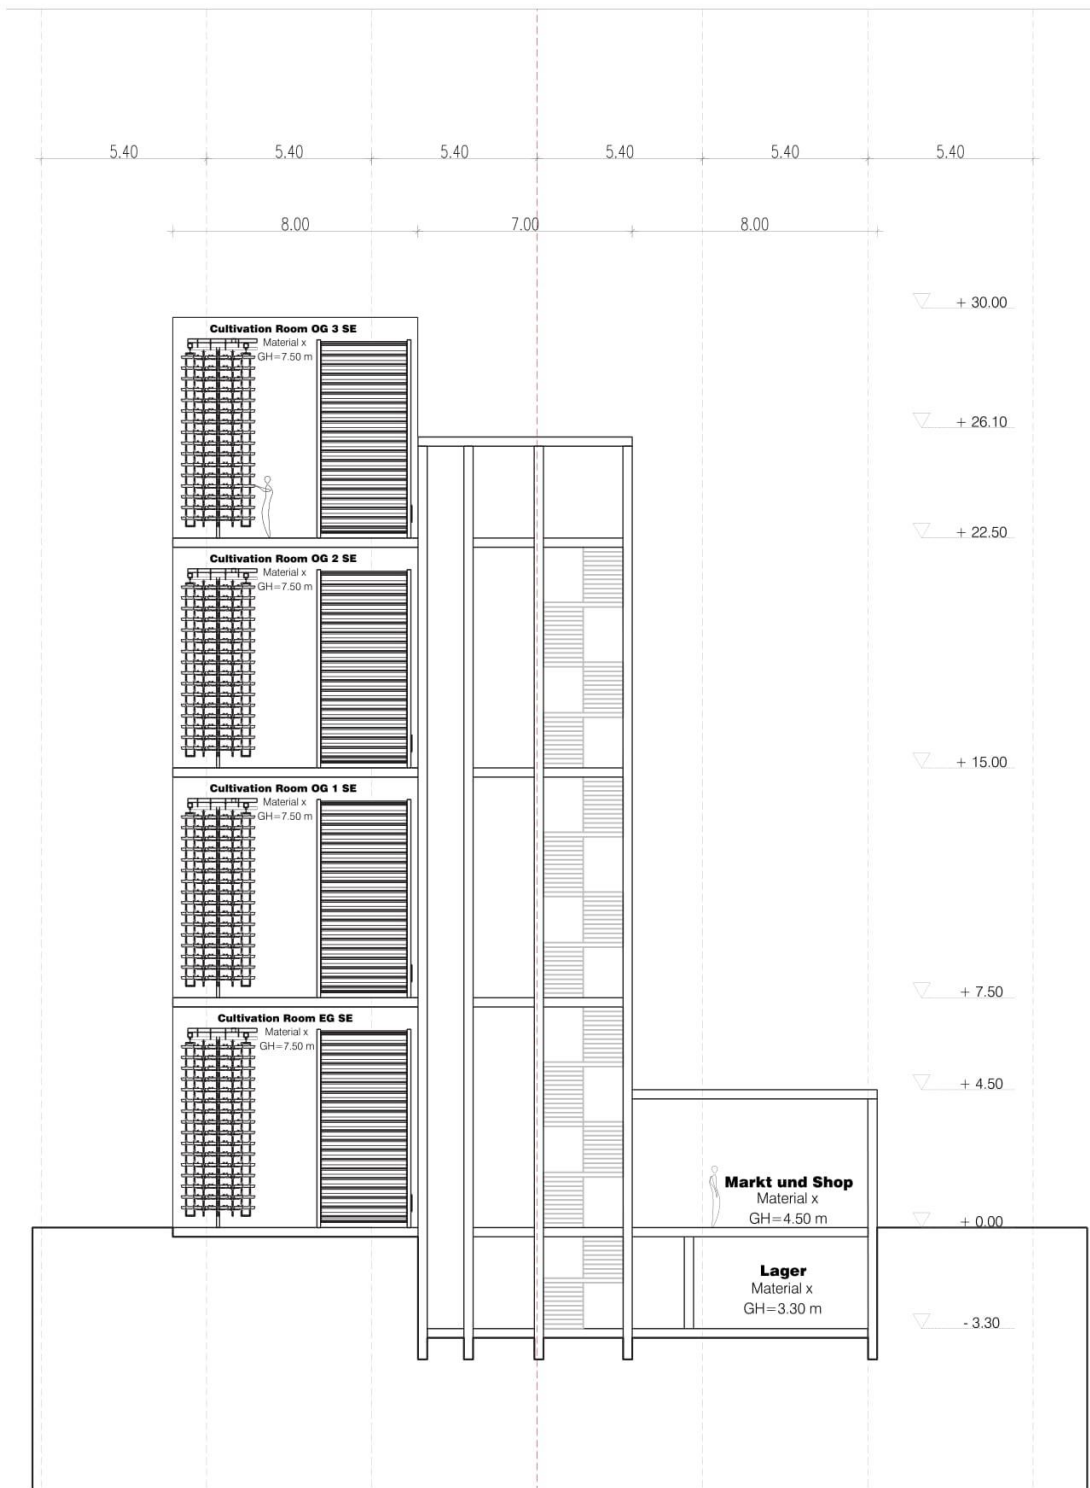 5.40 5.40 5.40 5.40 5.40 5.40
8.00 7.00 8.00
+ 30.00
Cultivation Room OG 3 SE
Material x
GH=7.50 m
+ 26.10
+ 22.50
Cultivation Room OG 2 SE
Material x
GH=7.50 m
+ 15.00
Cultivation Room OG 1 SE
Material x
GH=7.50 m
+ 7.50
Cultivation Room EG SE
Material x
GH=7.50 m
+ 4.50
Markt und Shop
Material x
GH=4.50 m
+ 0.00
Lager
Material x
GH=3.30 m
- 3.30